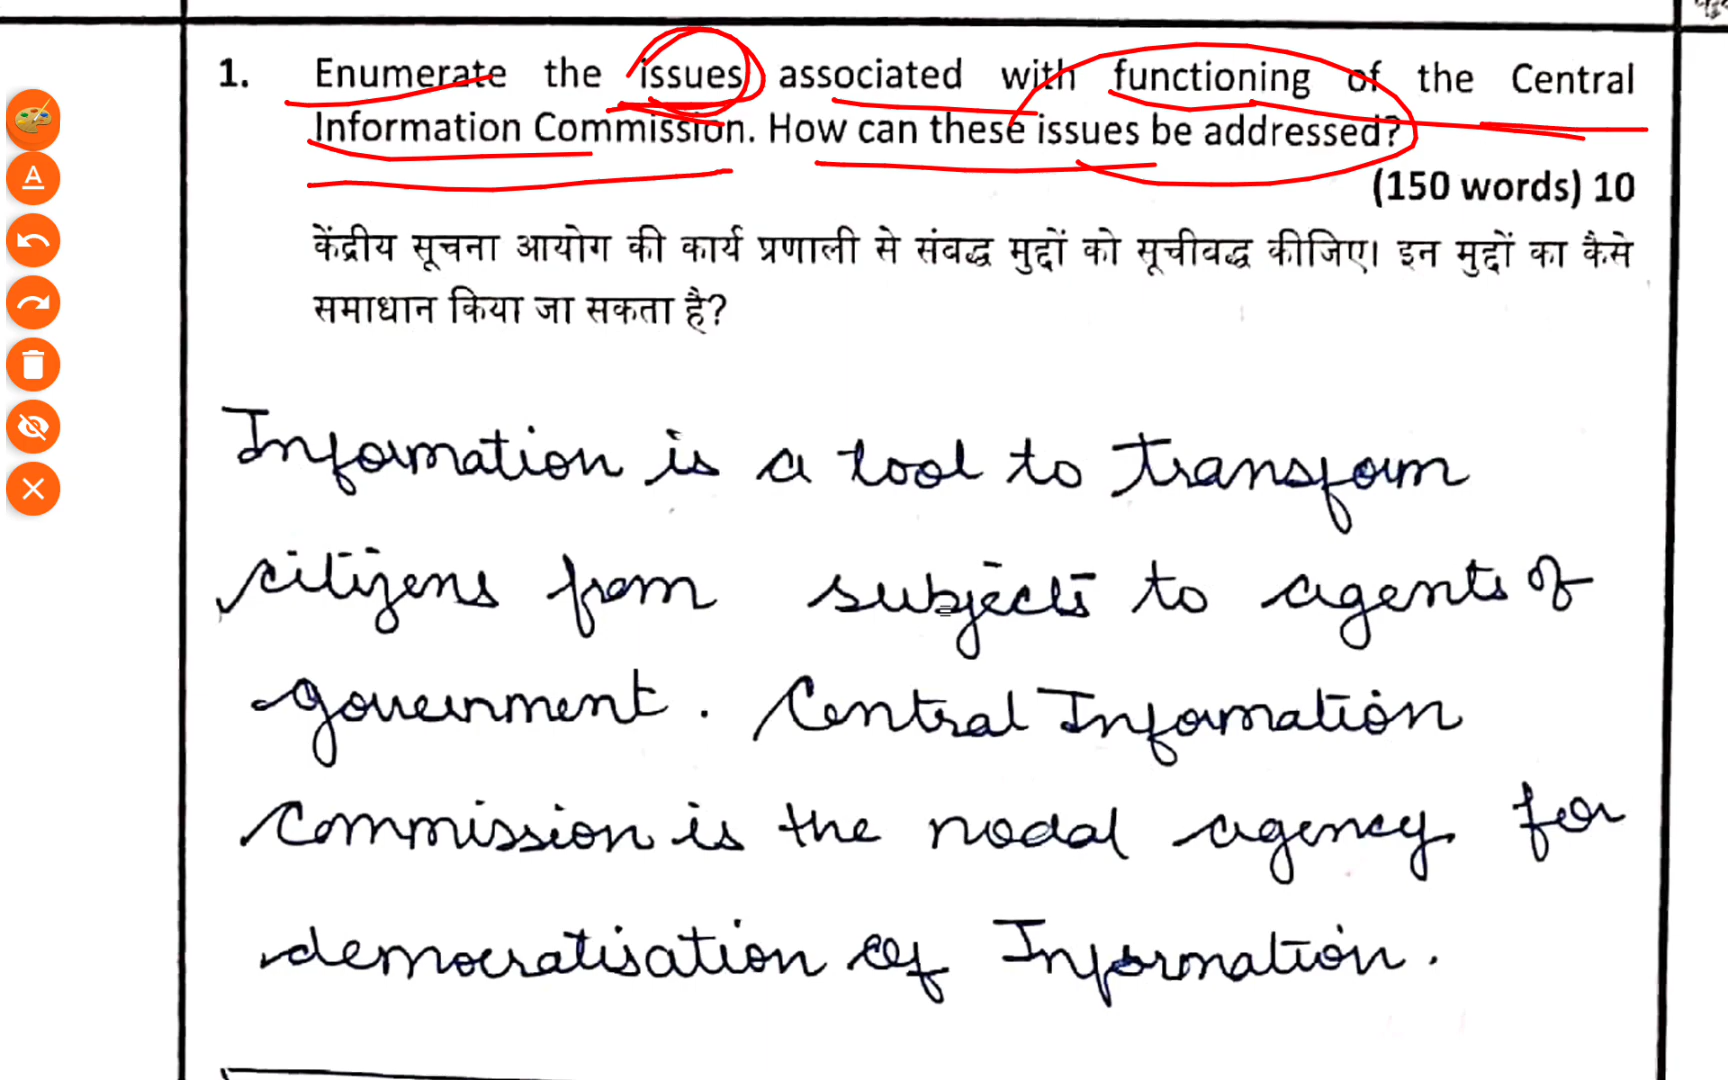 1. Enumerate the issues associated with functioning of the Central
Information Commission. How can these issues be addressed?
(150 words) 10
केंद्रीय सूचना आयोग की कार्य प्रणाली से संबद्ध मुद्दों को सूचीबद्ध कीजिए। इन मुद्दों का कैसे
समाधान किया जा सकता है?
Information is a tool to transform
citizens from subjects to agents of
government. Central Information
Commission is the nodal agency for
democratisation of Information.